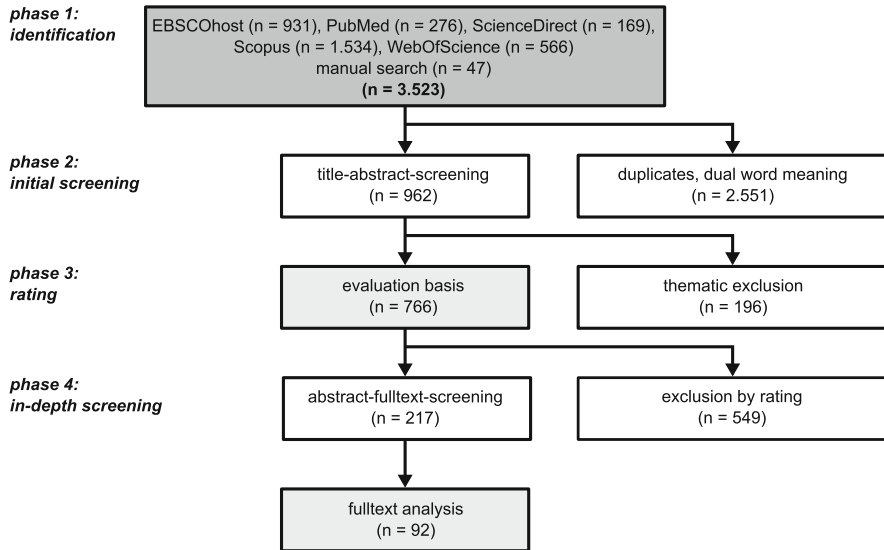 phase 1:
identification
EBSCOhost (n = 931), PubMed (n = 276), ScienceDirect (n = 169),
Scopus (n = 1.534), WebOfScience (n = 566)
manual search (n = 47)
(n = 3.523)
phase 2:
initial screening
title-abstract-screening
(n = 962)
duplicates, dual word meaning
(n = 2.551)
phase 3:
rating
evaluation basis
(n = 766)
thematic exclusion
(n = 196)
phase 4:
in-depth screening
abstract-fulltext-screening
(n = 217)
exclusion by rating
(n = 549)
fulltext analysis
(n = 92)